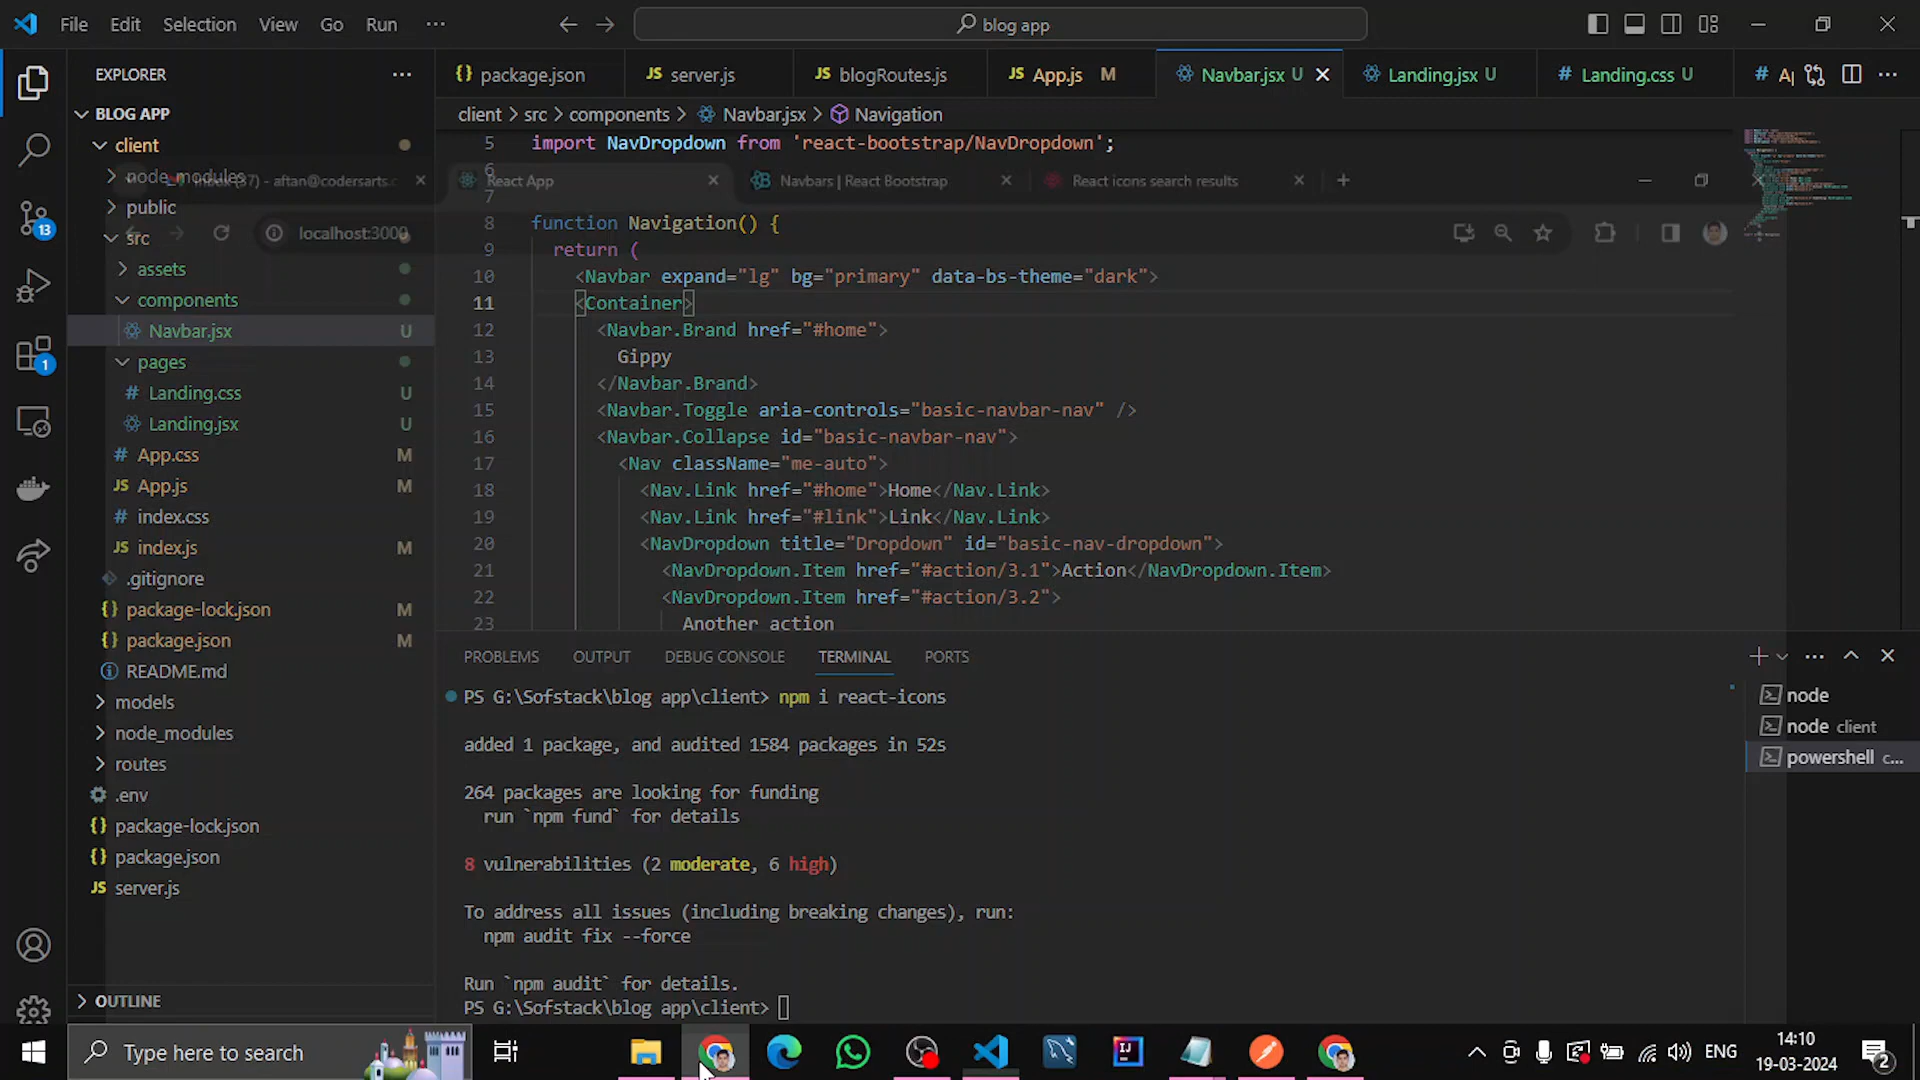 File Edit Selection View Go Run ··· blog app
EXPLORER ···
BLOG APP
client
node_modules
public
src
assets
components
Navbar.jsx U
pages
Landing.css U
Landing.jsx U
App.css M
App.js M
index.css
index.js M
.gitignore
package-lock.json M
package.json M
README.md
models
node_modules
routes
.env
package-lock.json
package.json
server.js
OUTLINE
13
1
package.json server.js blogRoutes.js App.js M Navbar.jsx U Landing.jsx U Landing.css U
client > src > components > Navbar.jsx > Navigation
Inbox (37) - aftan@codersarts.c React App Navbars | React Bootstrap React icons search results
localhost:3000
5 import NavDropdown from 'react-bootstrap/NavDropdown';
6
7
8 function Navigation() {
9 return (
10 <Navbar expand="lg" bg="primary" data-bs-theme="dark">
11 <Container>
12 <Navbar.Brand href="#home">
13 Gippy
14 </Navbar.Brand>
15 <Navbar.Toggle aria-controls="basic-navbar-nav" />
16 <Navbar.Collapse id="basic-navbar-nav">
17 <Nav className="me-auto">
18 <Nav.Link href="#home">Home</Nav.Link>
19 <Nav.Link href="#link">Link</Nav.Link>
20 <NavDropdown title="Dropdown" id="basic-nav-dropdown">
21 <NavDropdown.Item href="#action/3.1">Action</NavDropdown.Item>
22 <NavDropdown.Item href="#action/3.2">
23 Another action
PROBLEMS OUTPUT DEBUG CONSOLE TERMINAL PORTS
PS G:\Sofstack\blog app\client> npm i react-icons
added 1 package, and audited 1584 packages in 52s
264 packages are looking for funding
run `npm fund` for details
8 vulnerabilities (2 moderate, 6 high)
To address all issues (including breaking changes), run:
npm audit fix --force
Run `npm audit` for details.
PS G:\Sofstack\blog app\client>
node
node client
powershell c...
Type here to search
ENG
14:10
19-03-2024
2